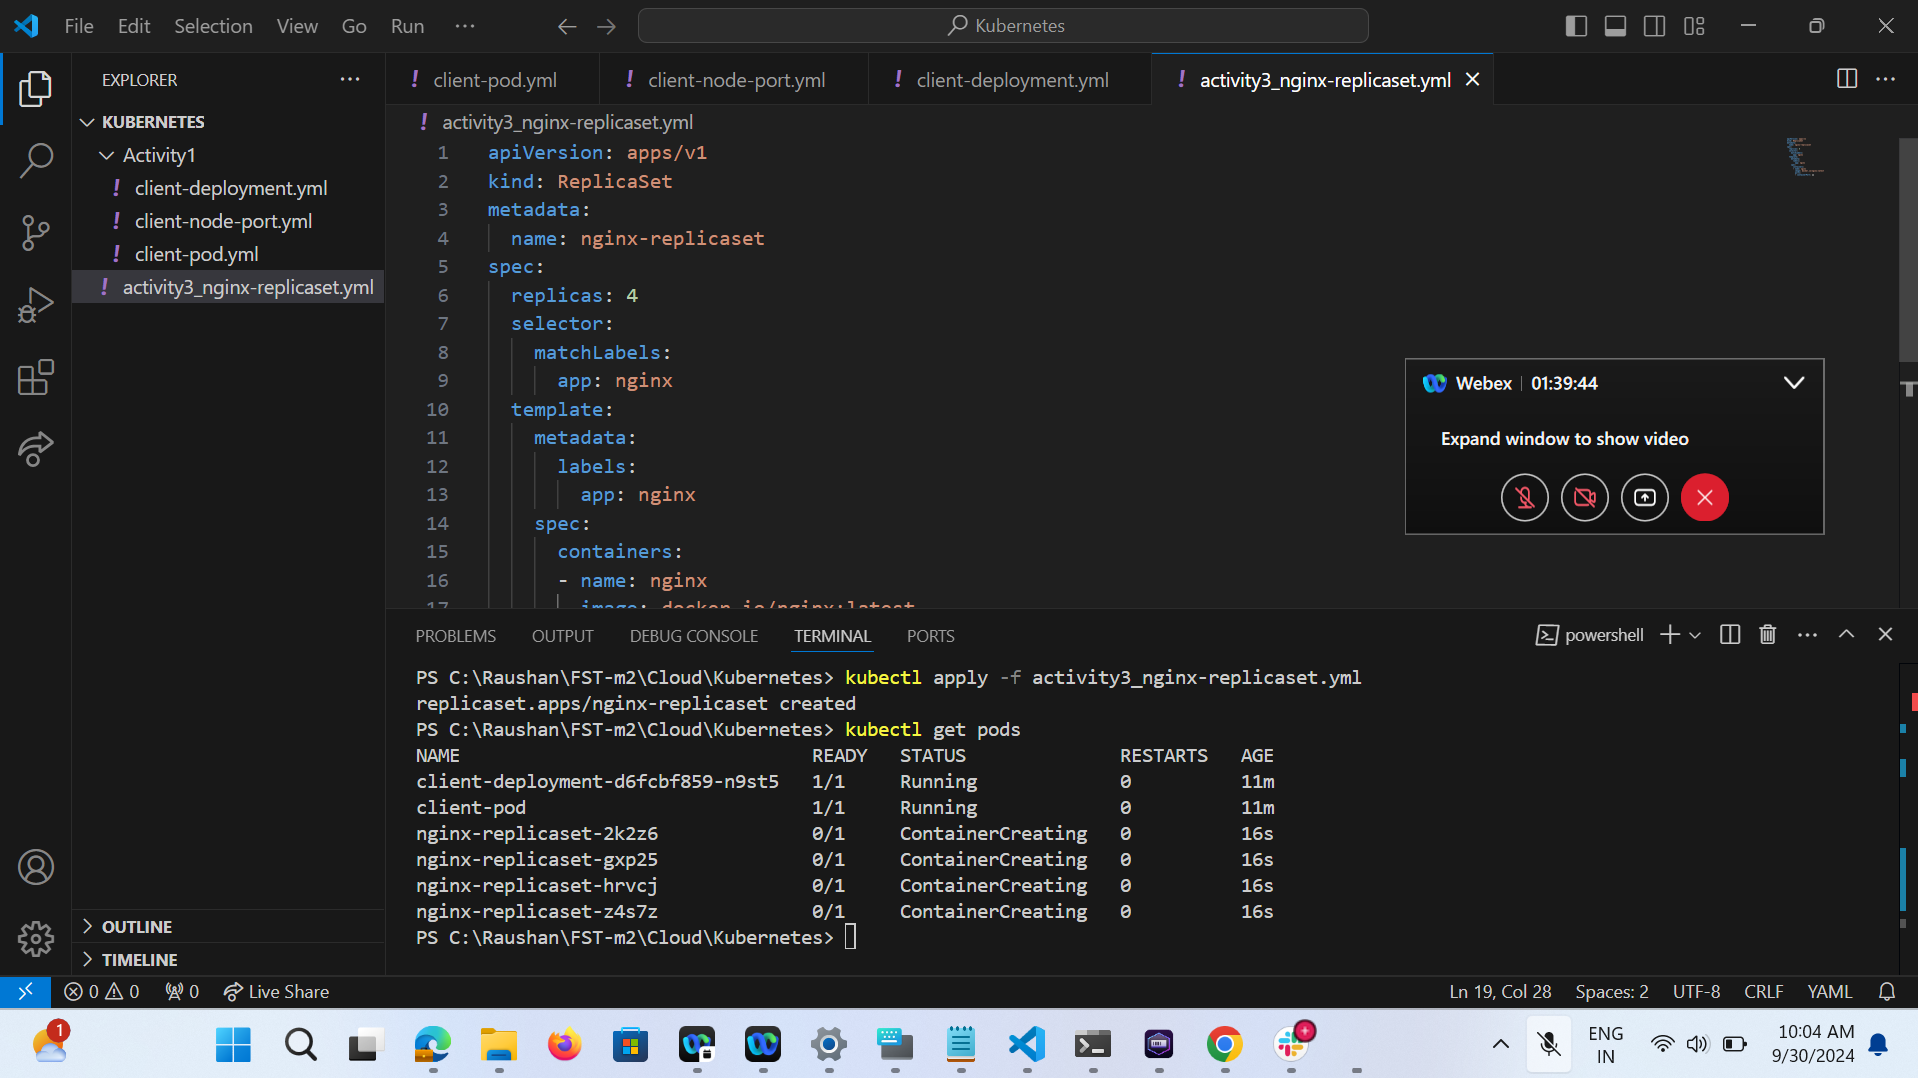 File Edit Selection View Go Run ···
Kubernetes
EXPLORER ···
! client-pod.yml ! client-node-port.yml ! client-deployment.yml ! activity3_nginx-replicaset.yml
KUBERNETES
! activity3_nginx-replicaset.yml
Activity1
! client-deployment.yml
! client-node-port.yml
! client-pod.yml
! activity3_nginx-replicaset.yml
1 apiVersion: apps/v1
2 kind: ReplicaSet
3 metadata:
4 name: nginx-replicaset
5 spec:
6 replicas: 4
7 selector:
8 matchLabels:
9 app: nginx
10 template:
11 metadata:
12 labels:
13 app: nginx
14 spec:
15 containers:
16 - name: nginx
17 image: docker.io/nginx:latest
Webex | 01:39:44
Expand window to show video
PROBLEMS OUTPUT DEBUG CONSOLE TERMINAL PORTS
powershell
PS C:\Raushan\FST-m2\Cloud\Kubernetes> kubectl apply -f activity3_nginx-replicaset.yml
replicaset.apps/nginx-replicaset created
PS C:\Raushan\FST-m2\Cloud\Kubernetes> kubectl get pods
NAME READY STATUS RESTARTS AGE
client-deployment-d6fcbf859-n9st5 1/1 Running 0 11m
client-pod 1/1 Running 0 11m
nginx-replicaset-2k2z6 0/1 ContainerCreating 0 16s
nginx-replicaset-gxp25 0/1 ContainerCreating 0 16s
nginx-replicaset-hrvcj 0/1 ContainerCreating 0 16s
nginx-replicaset-z4s7z 0/1 ContainerCreating 0 16s
PS C:\Raushan\FST-m2\Cloud\Kubernetes>
OUTLINE
TIMELINE
0 0 0 Live Share
Ln 19, Col 28 Spaces: 2 UTF-8 CRLF YAML
1
ENG
IN
10:04 AM
9/30/2024